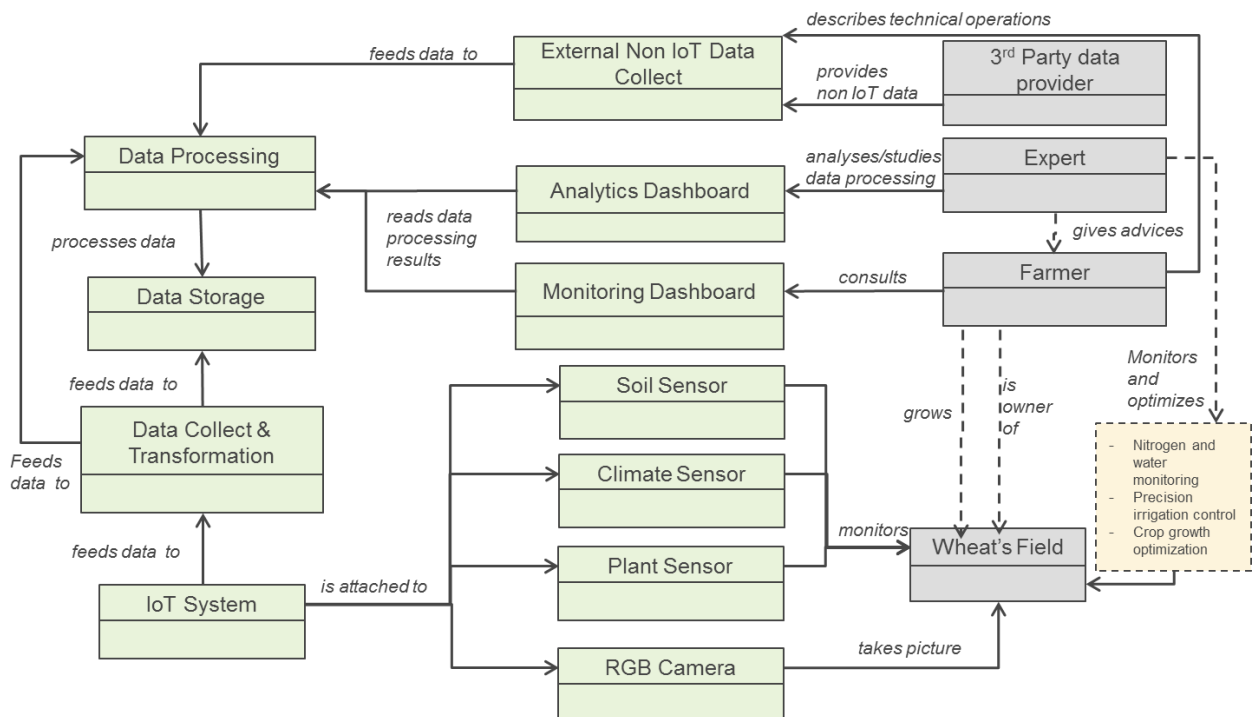 describes technical operations
feeds data to
External Non IoT Data
Collect
3rd Party data
provider
provides
non IoT data
Data Processing
analyses/studies
data processing
Expert
Analytics Dashboard
reads data
processing
results
gives advices
processes data
Farmer
Data Storage
Monitoring Dashboard
consults
Monitors
and
optimizes
feeds data to
Soil Sensor
grows
is
owner
of
Data Collect &
Transformation
Feeds
data to
Climate Sensor
- Nitrogen and
water
monitoring
- Precision
irrigation control
- Crop growth
optimization
monitors
Wheat's Field
feeds data to
Plant Sensor
is attached to
IoT System
RGB Camera
takes picture